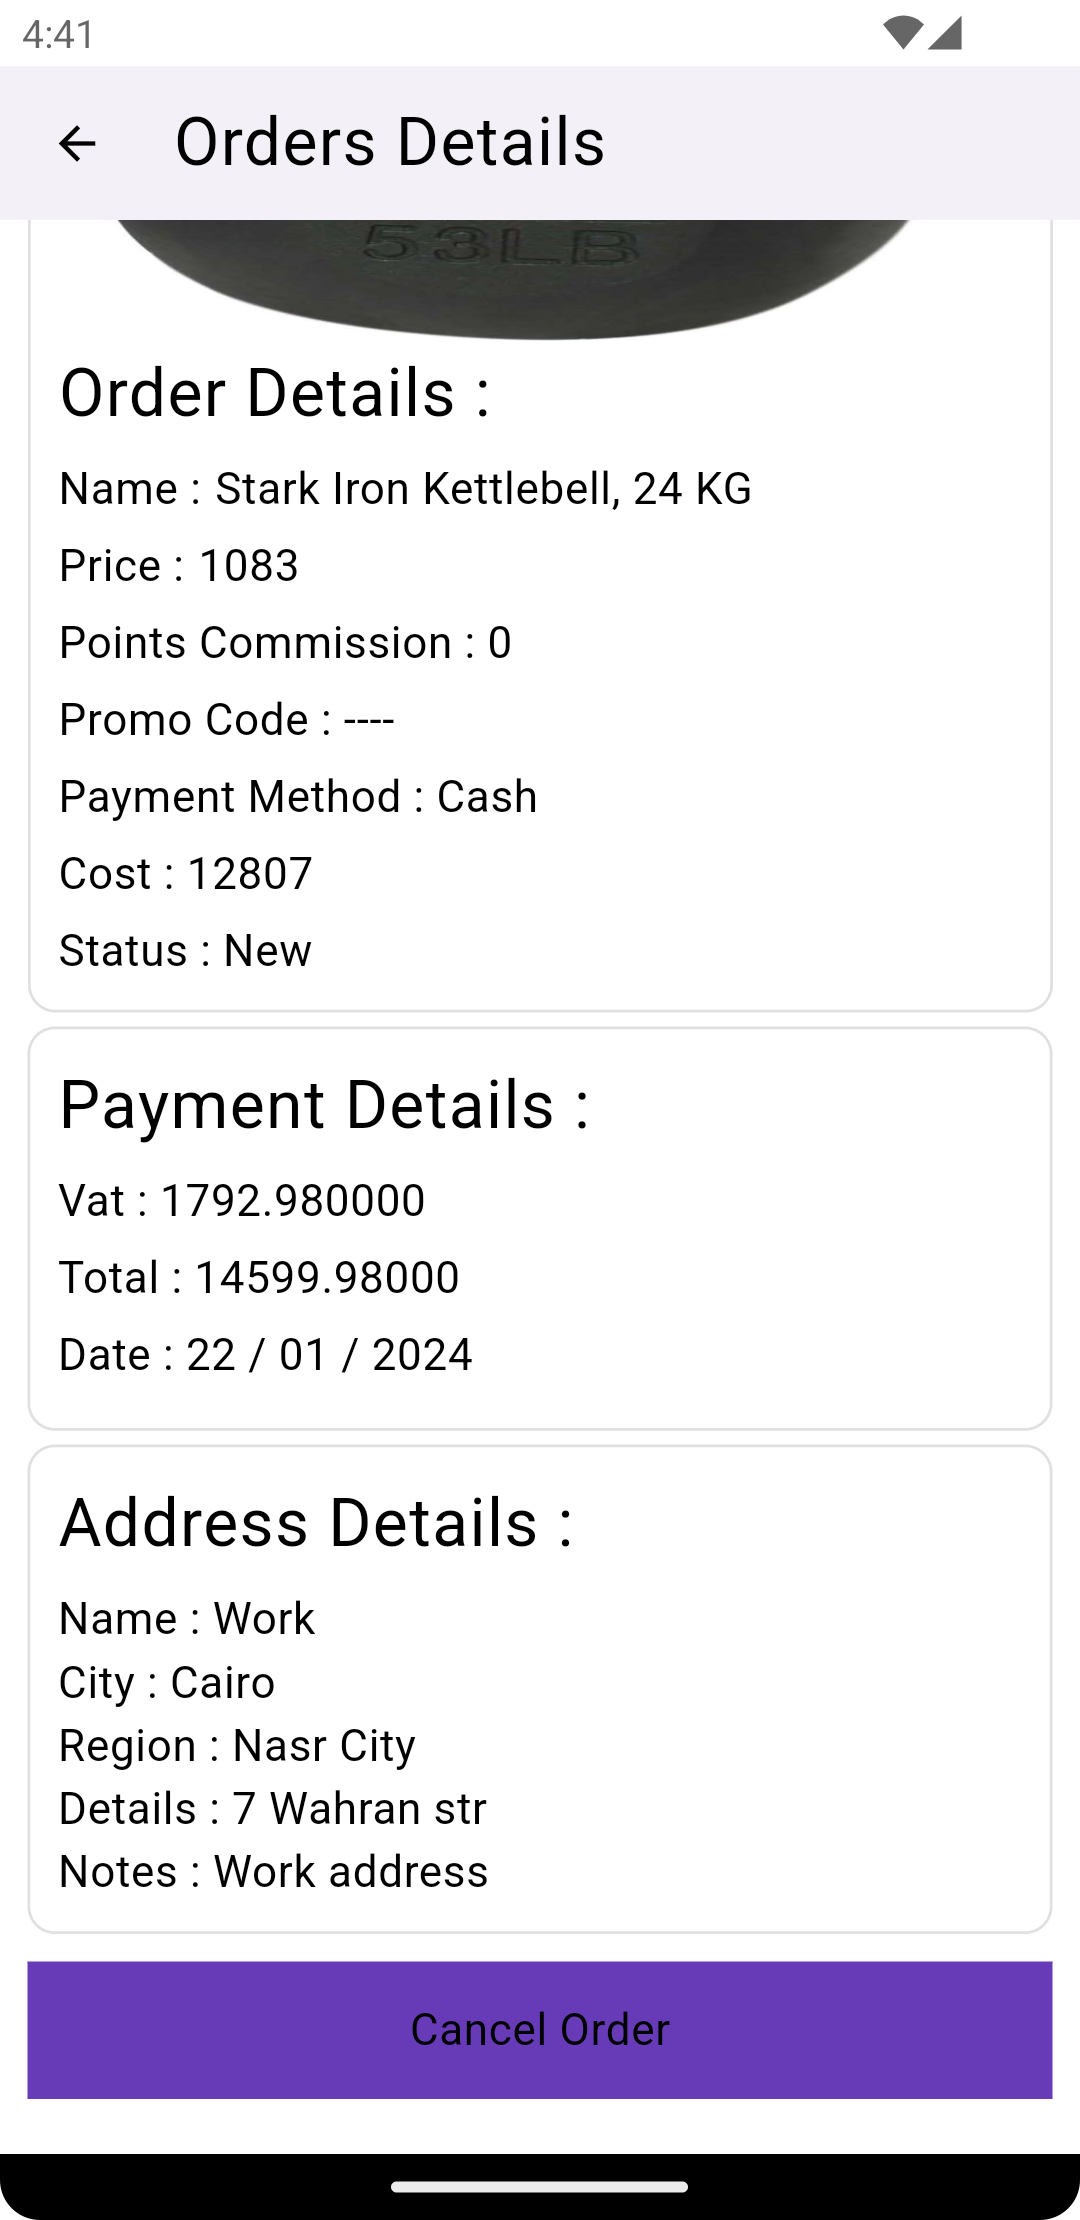 4:41
Orders Details
53LB
Order Details :
Name : Stark Iron Kettlebell, 24 KG
Price : 1083
Points Commission : 0
Promo Code : ----
Payment Method : Cash
Cost : 12807
Status : New
Payment Details :
Vat : 1792.980000
Total : 14599.98000
Date : 22 / 01 / 2024
Address Details :
Name : Work
City : Cairo
Region : Nasr City
Details : 7 Wahran str
Notes : Work address
Cancel Order